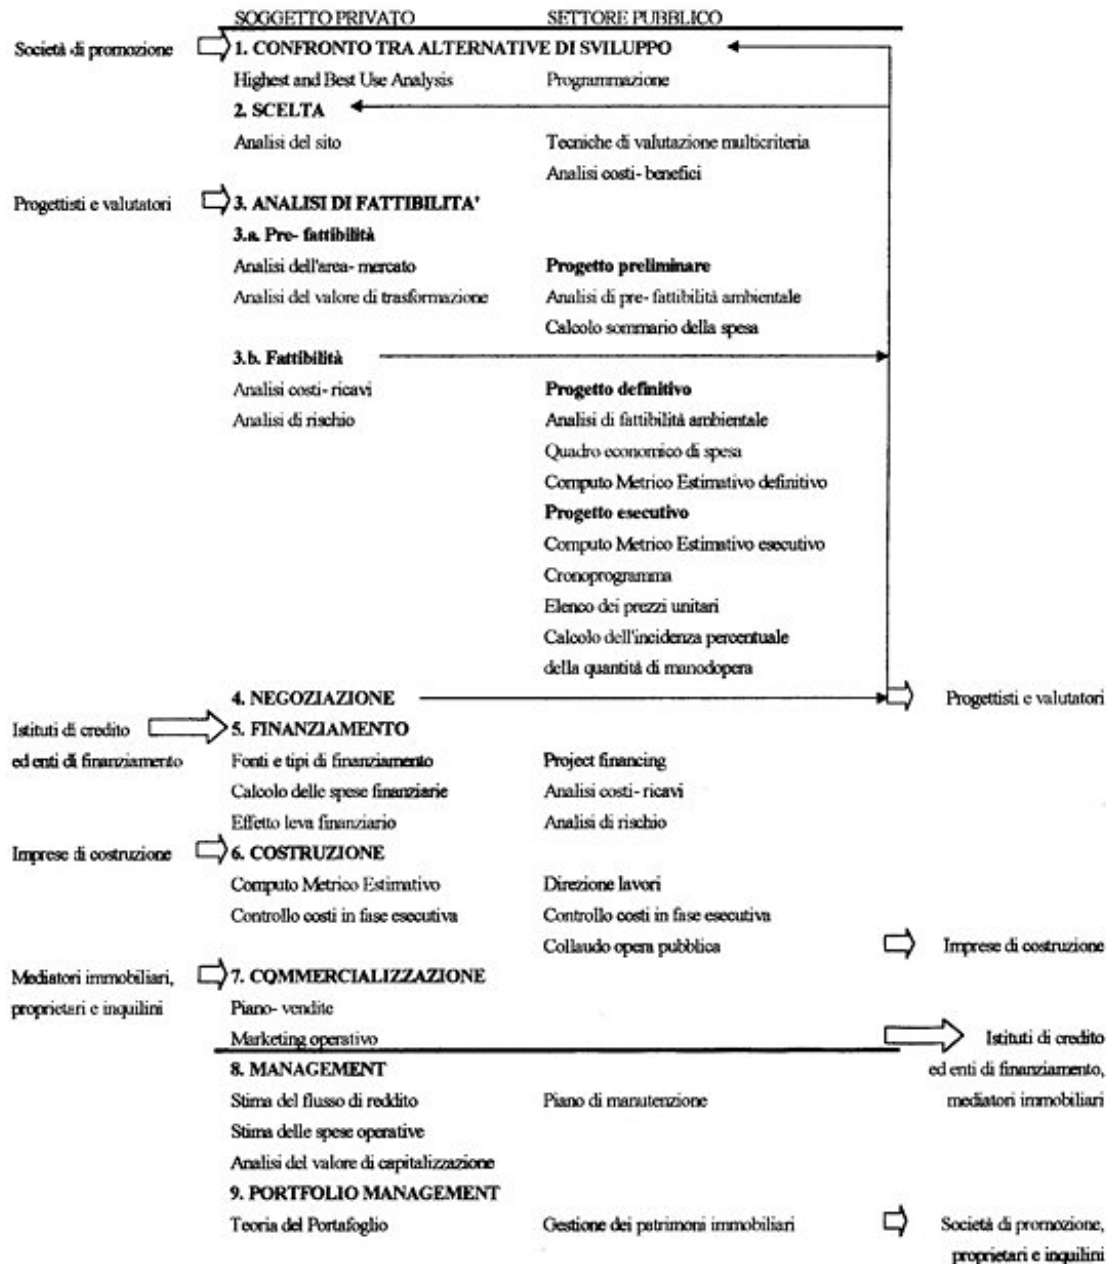 SOGGETTO PRIVATO SETTORE PUBBLICO
Società di promozione 1. CONFRONTO TRA ALTERNATIVE DI SVILUPPO
Highest and Best Use Analysis Programmazione
2. SCELTA
Analisi del sito Tecniche di valutazione multicriteria
Analisi costi- benefici
Progettisti e valutatori 3. ANALISI DI FATTIBILITA'
3.a. Pre- fattibilità
Analisi dell'area- mercato Progetto preliminare
Analisi del valore di trasformazione Analisi di pre- fattibilità ambientale
Calcolo sommario della spesa
3.b. Fattibilità
Analisi costi- ricavi Progetto definitivo
Analisi di rischio Analisi di fattibilità ambientale
Quadro economico di spesa
Computo Metrico Estimativo definitivo
Progetto esecutivo
Computo Metrico Estimativo esecutivo
Cronoprogramma
Elenco dei prezzi unitari
Calcolo dell'incidenza percentuale
della quantità di manodopera
4. NEGOZIAZIONE Progettisti e valutatori
Istituti di credito 5. FINANZIAMENTO
ed enti di finanziamento Fonti e tipi di finanziamento Project financing
Calcolo delle spese finanziarie Analisi costi- ricavi
Effetto leva finanziario Analisi di rischio
Imprese di costruzione 6. COSTRUZIONE
Computo Metrico Estimativo Direzione lavori
Controllo costi in fase esecutiva Controllo costi in fase esecutiva
Collaudo opera pubblica Imprese di costruzione
Mediatori immobiliari, 7. COMMERCIALIZZAZIONE
proprietari e inquilini Piano- vendite
Marketing operativo Istituti di credito
8. MANAGEMENT ed enti di finanziamento,
Stima del flusso di reddito Piano di manutenzione mediatori immobiliari
Stima delle spese operative
Analisi del valore di capitalizzazione
9. PORTFOLIO MANAGEMENT
Teoria del Portafoglio Gestione dei patrimoni immobiliari Società di promozione,
proprietari e inquilini